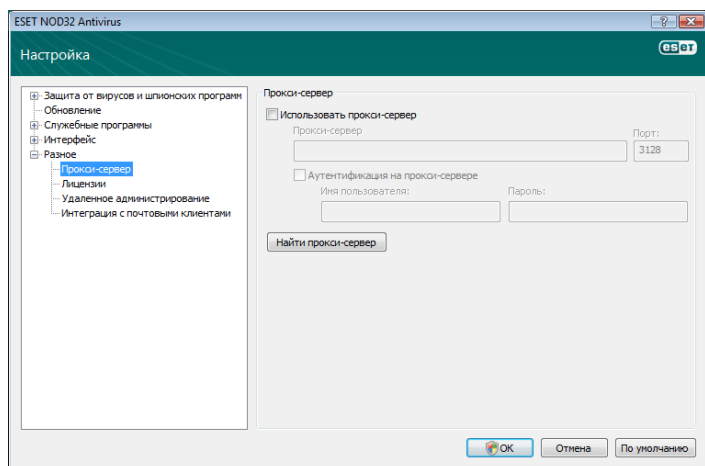 ESET NOD32 Antivirus
?
Настройка
eset
Защита от вирусов и шпионских программ
Обновление
Служебные программы
Интерфейс
Разное
Прокси-сервер
Лицензии
Удаленное администрирование
Интеграция с почтовыми клиентами
Прокси-сервер
Использовать прокси-сервер
Прокси-сервер
Порт:
3128
Аутентификация на прокси-сервере
Имя пользователя:
Пароль:
Найти прокси-сервер
OK
Отмена
По умолчанию